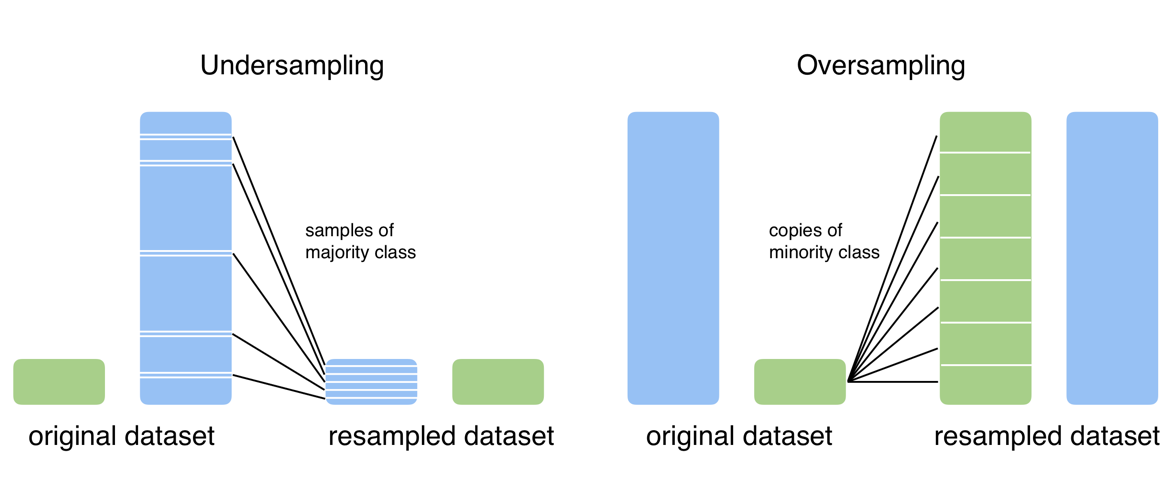 Undersampling
samples of
majority class
original dataset
resampled dataset
Oversampling
copies of
minority class
original dataset
resampled dataset